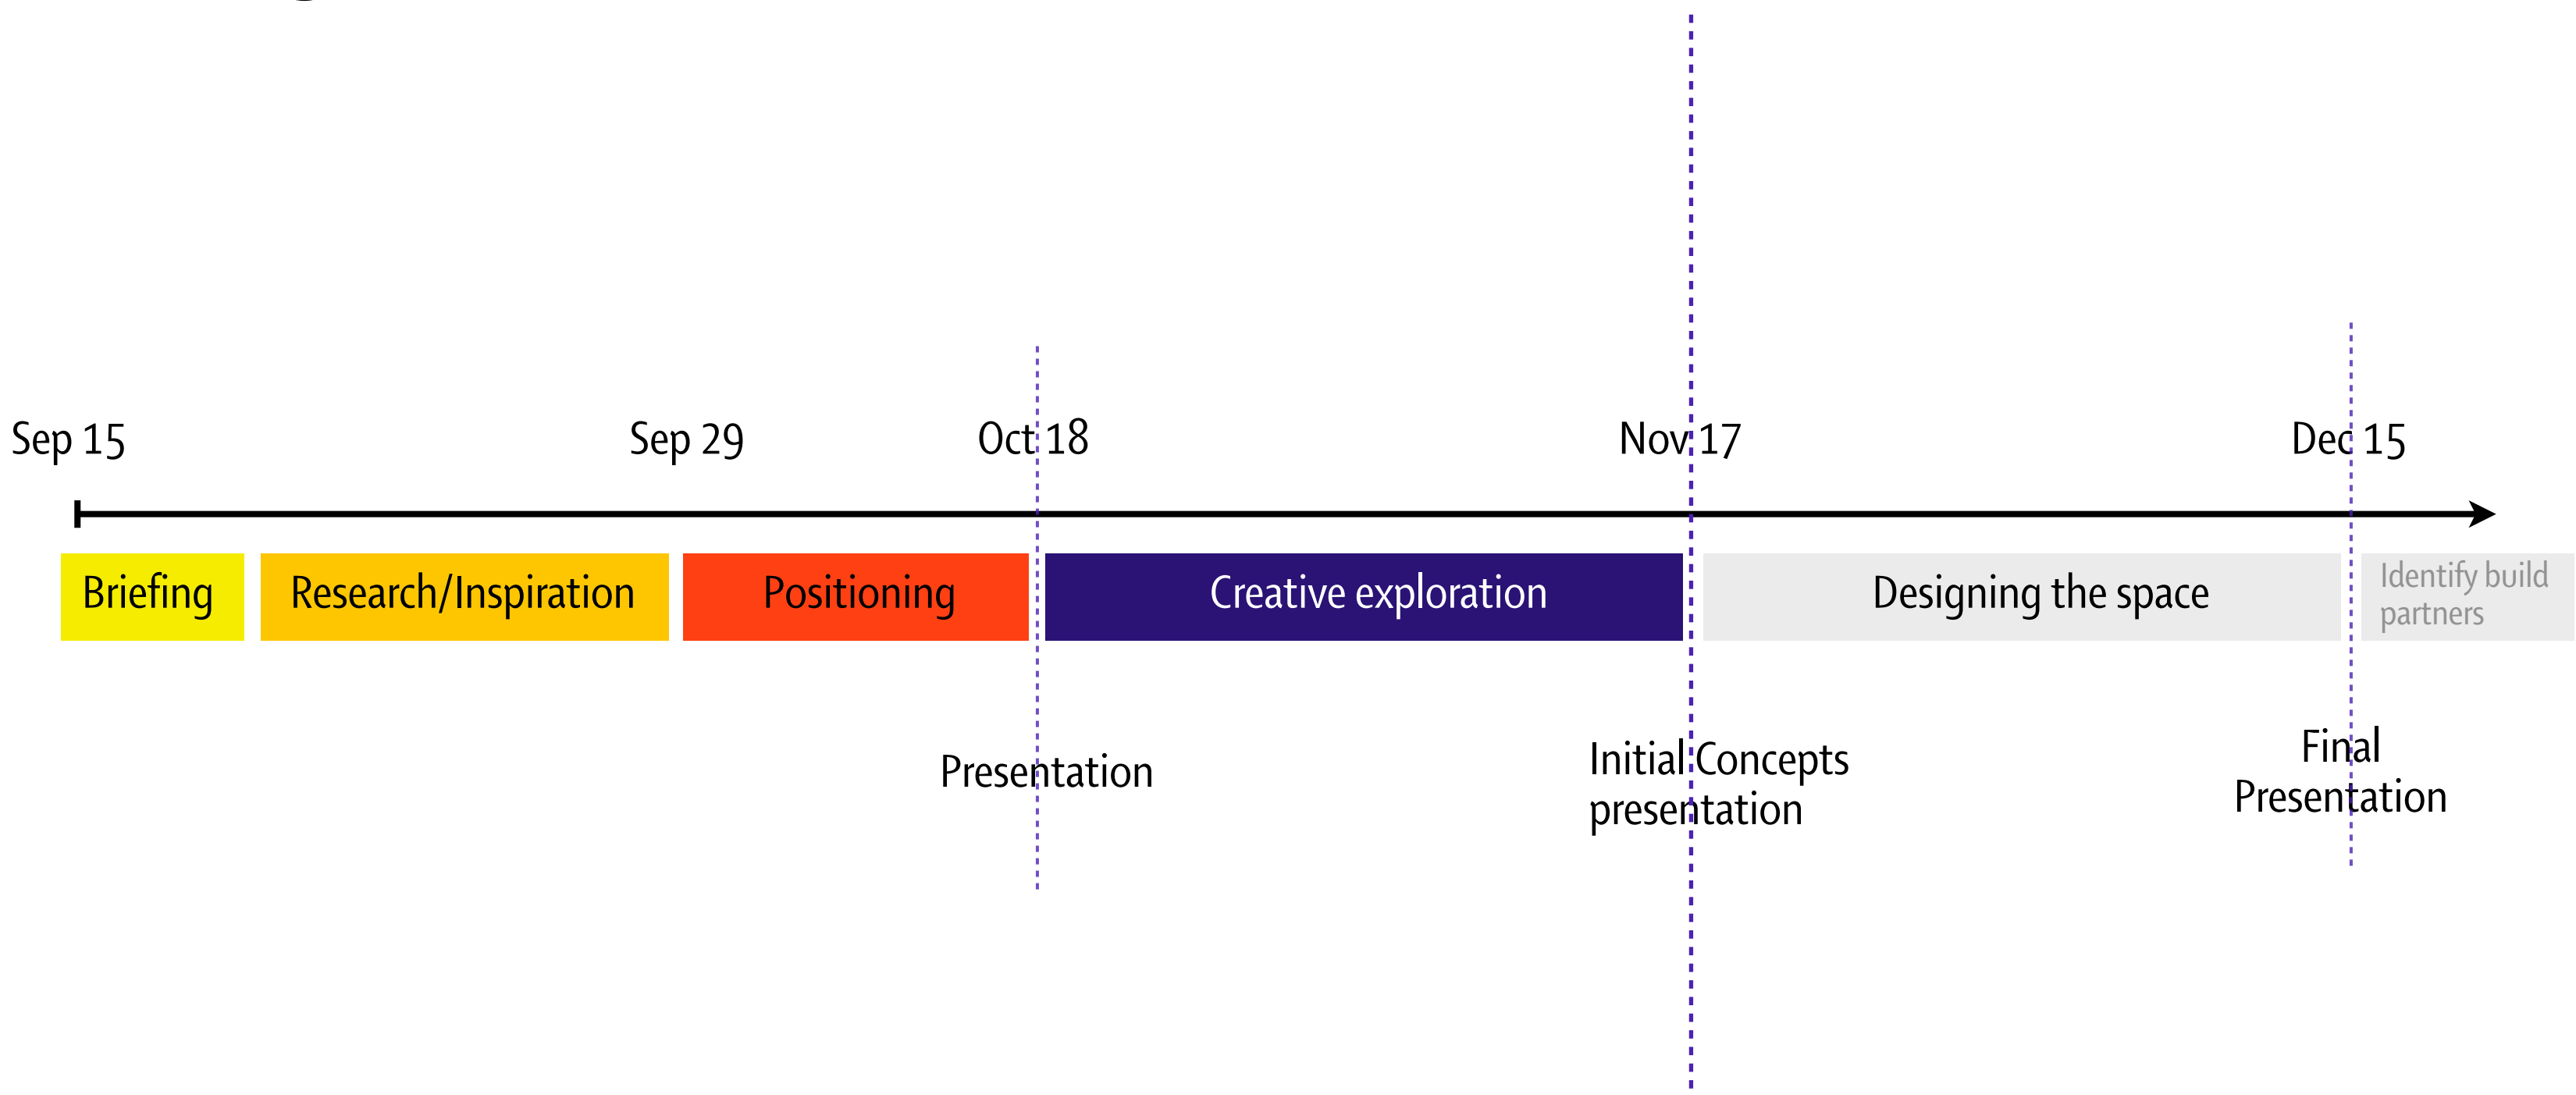 Sep 15
Sep 29
Oct 18
Nov 17
Dec 15
Briefing
Research/Inspiration
Positioning
Creative exploration
Designing the space
Identify build
partners
Presentation
Initial Concepts
presentation
Final
Presentation